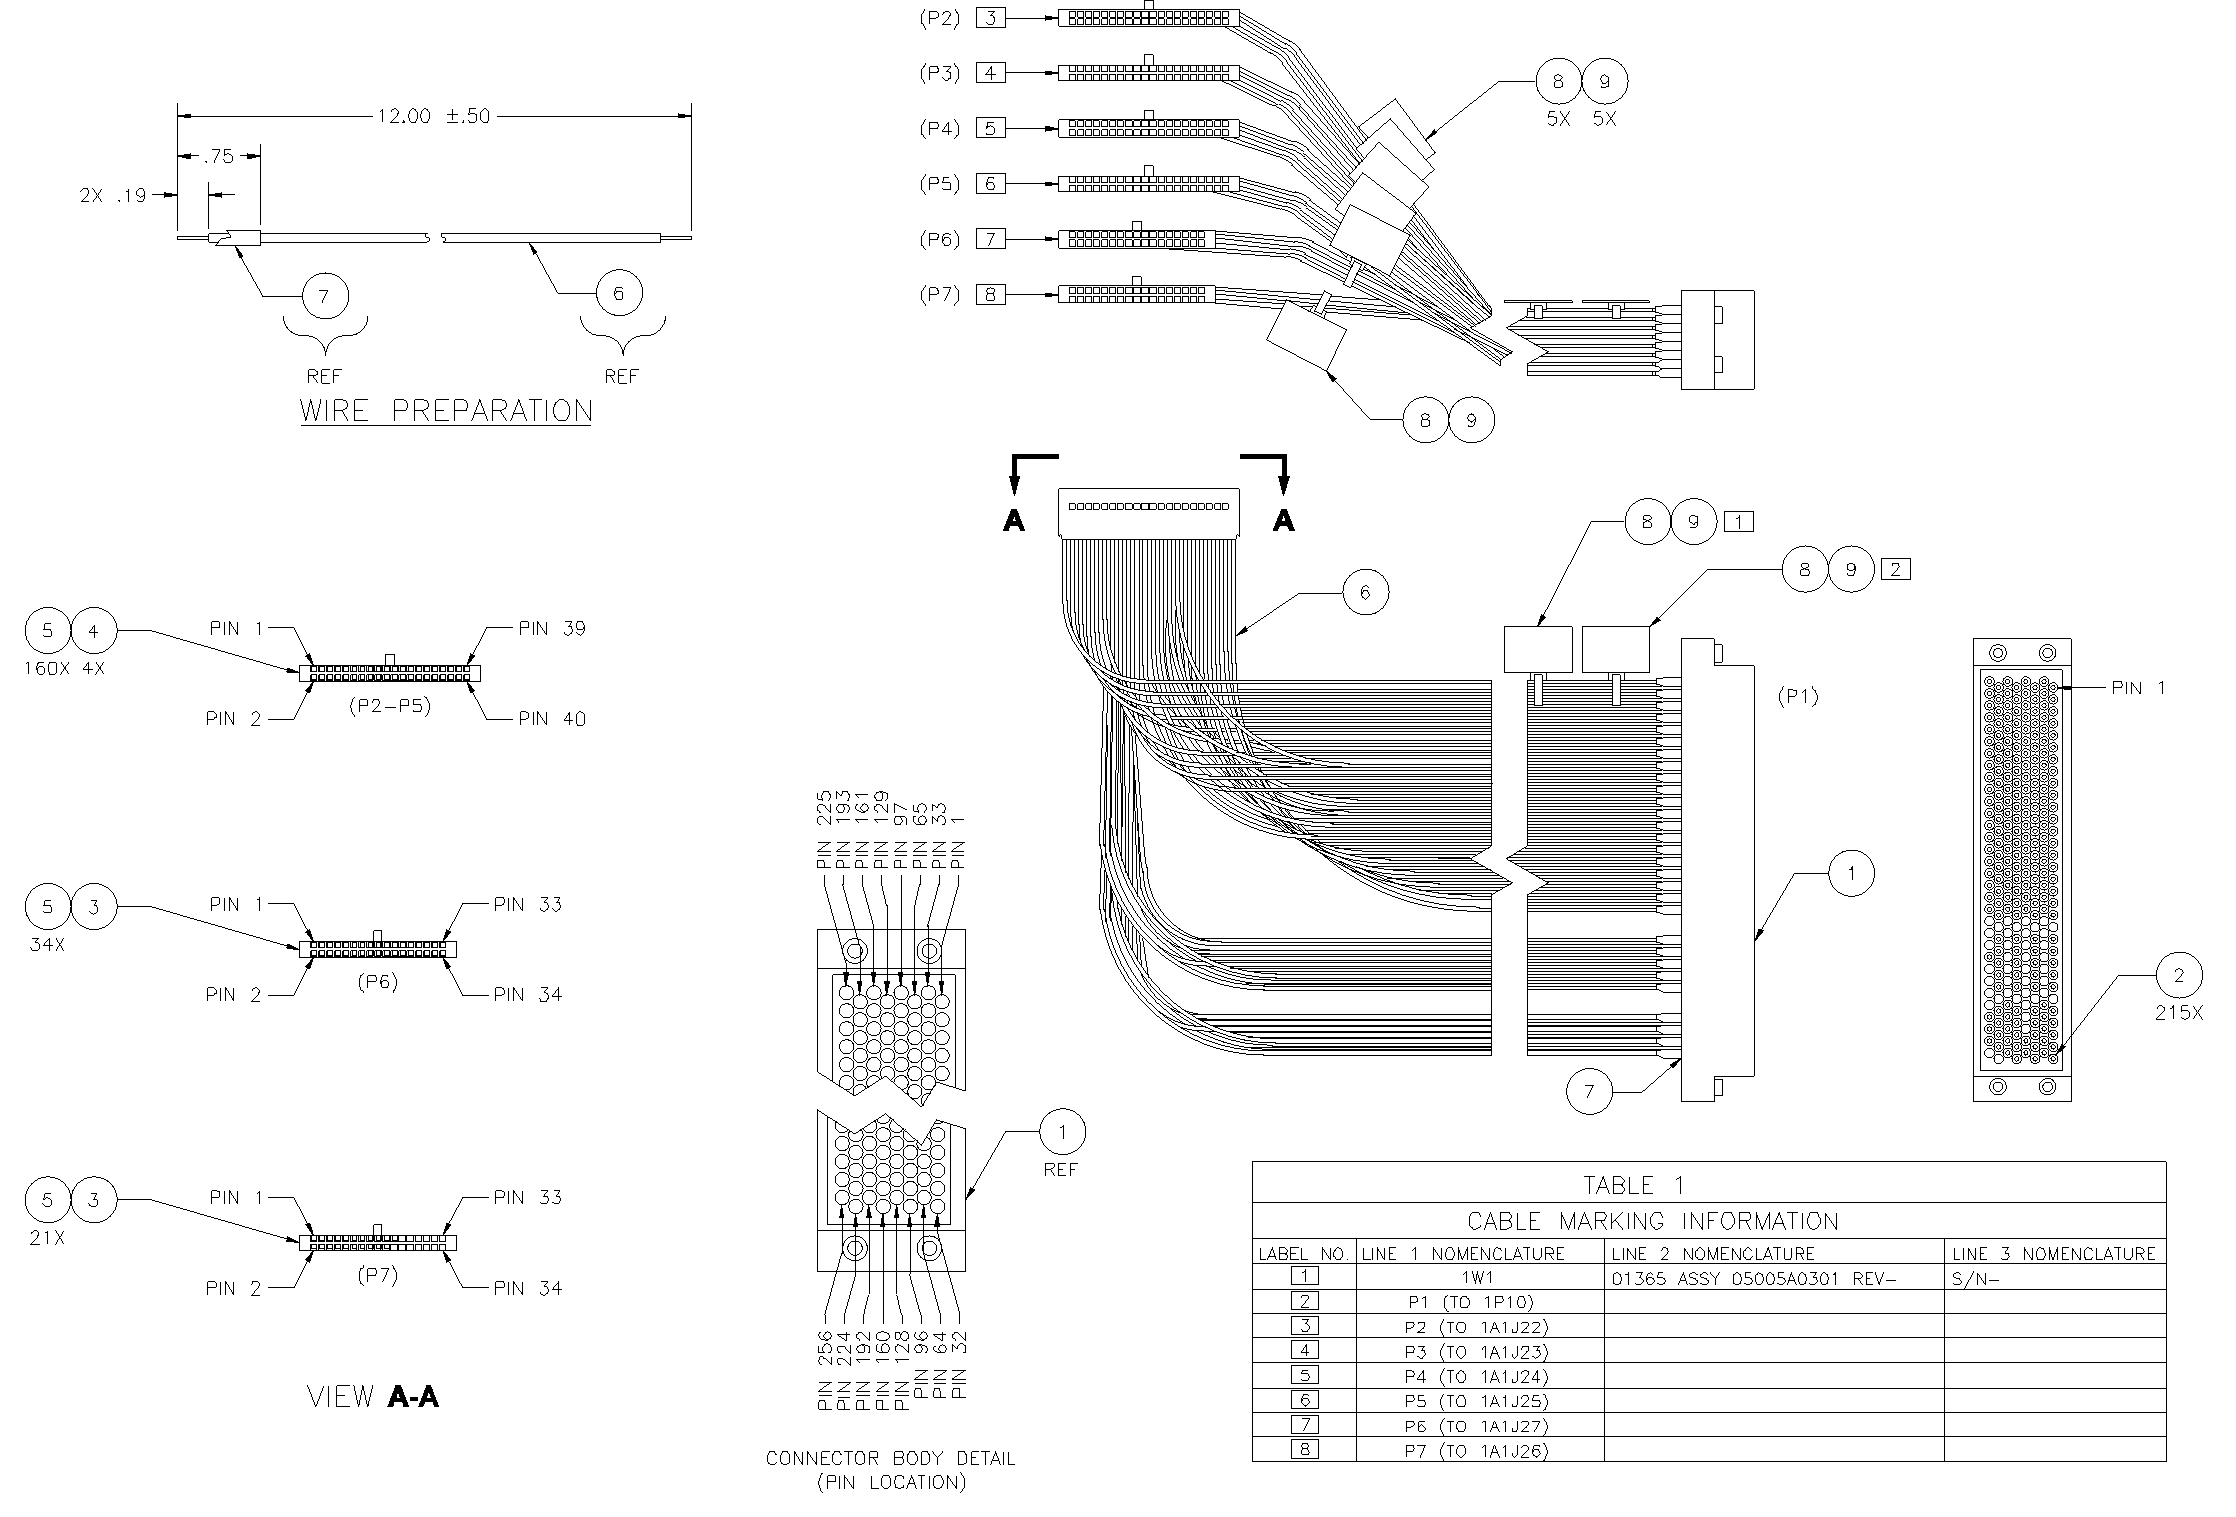 12.00 ±.50
.75
2X .19
7
6
REF
REF
WIRE PREPARATION
(P2) 3
(P3) 4
(P4) 5
(P5) 6
(P6) 7
(P7) 8
8 9
5X 5X
8 9
A A
8 9 1
8 9 2
6
(P1)
1
7
PIN 1
2
215X
5 4
160X 4X
PIN 1
PIN 39
PIN 2
(P2-P5)
PIN 40
5 3
34X
PIN 1
PIN 33
PIN 2
(P6)
PIN 34
5 3
21X
PIN 1
PIN 33
PIN 2
(P7)
PIN 34
VIEW A-A
PIN 225
PIN 193
PIN 161
PIN 129
PIN 97
PIN 65
PIN 33
PIN 1
1
REF
PIN 256
PIN 224
PIN 192
PIN 160
PIN 128
PIN 96
PIN 64
PIN 32
CONNECTOR BODY DETAIL
(PIN LOCATION)
TABLE 1
CABLE MARKING INFORMATION
LABEL NO. LINE 1 NOMENCLATURE LINE 2 NOMENCLATURE LINE 3 NOMENCLATURE
1 1W1 01365 ASSY 05005A0301 REV- S/N-
2 P1 (TO 1P10)
3 P2 (TO 1A1J22)
4 P3 (TO 1A1J23)
5 P4 (TO 1A1J24)
6 P5 (TO 1A1J25)
7 P6 (TO 1A1J27)
8 P7 (TO 1A1J26)